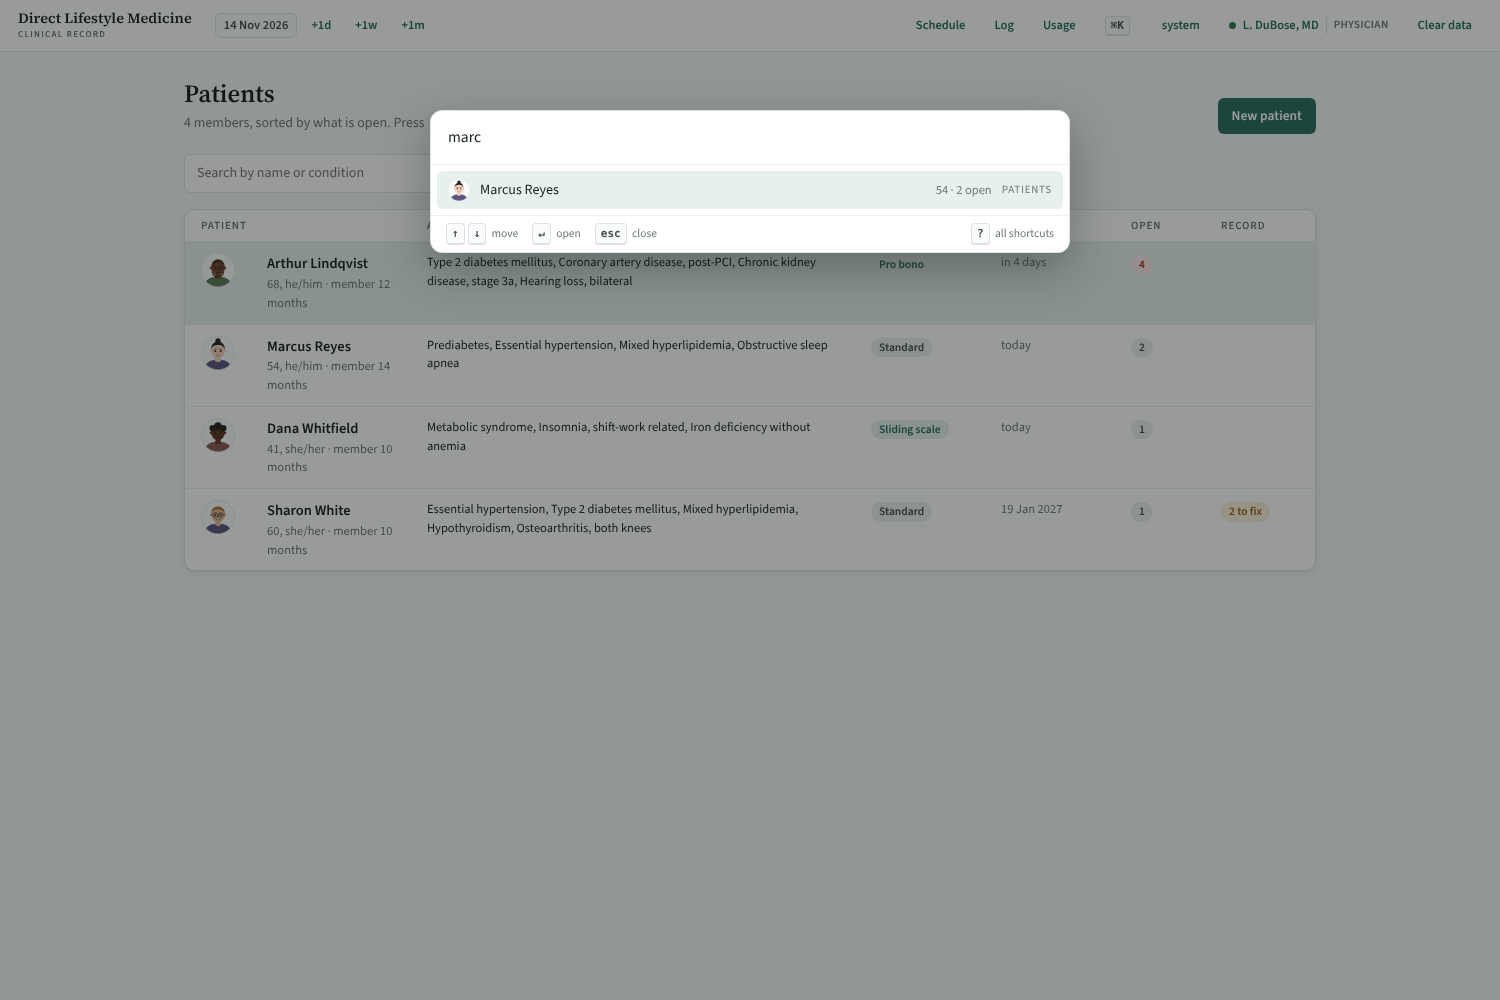 Direct Lifestyle Medicine
CLINICAL RECORD
14 Nov 2026
+1d
+1w
+1m
Schedule
Log
Usage
⌘K
system
L. DuBose, MD
PHYSICIAN
Clear data
Patients
4 members, sorted by what is open. Press
New patient
Search by name or condition
marc
Marcus Reyes
54 · 2 open
PATIENTS
↑ ↓ move
↵ open
esc close
? all shortcuts
PATIENT
OPEN
RECORD
Arthur Lindqvist
68, he/him · member 12
months
Type 2 diabetes mellitus, Coronary artery disease, post-PCI, Chronic kidney
disease, stage 3a, Hearing loss, bilateral
Pro bono
in 4 days
4
Marcus Reyes
54, he/him · member 14
months
Prediabetes, Essential hypertension, Mixed hyperlipidemia, Obstructive sleep
apnea
Standard
today
2
Dana Whitfield
41, she/her · member 10
months
Metabolic syndrome, Insomnia, shift-work related, Iron deficiency without
anemia
Sliding scale
today
1
Sharon White
60, she/her · member 10
months
Essential hypertension, Type 2 diabetes mellitus, Mixed hyperlipidemia,
Hypothyroidism, Osteoarthritis, both knees
Standard
19 Jan 2027
1
2 to fix